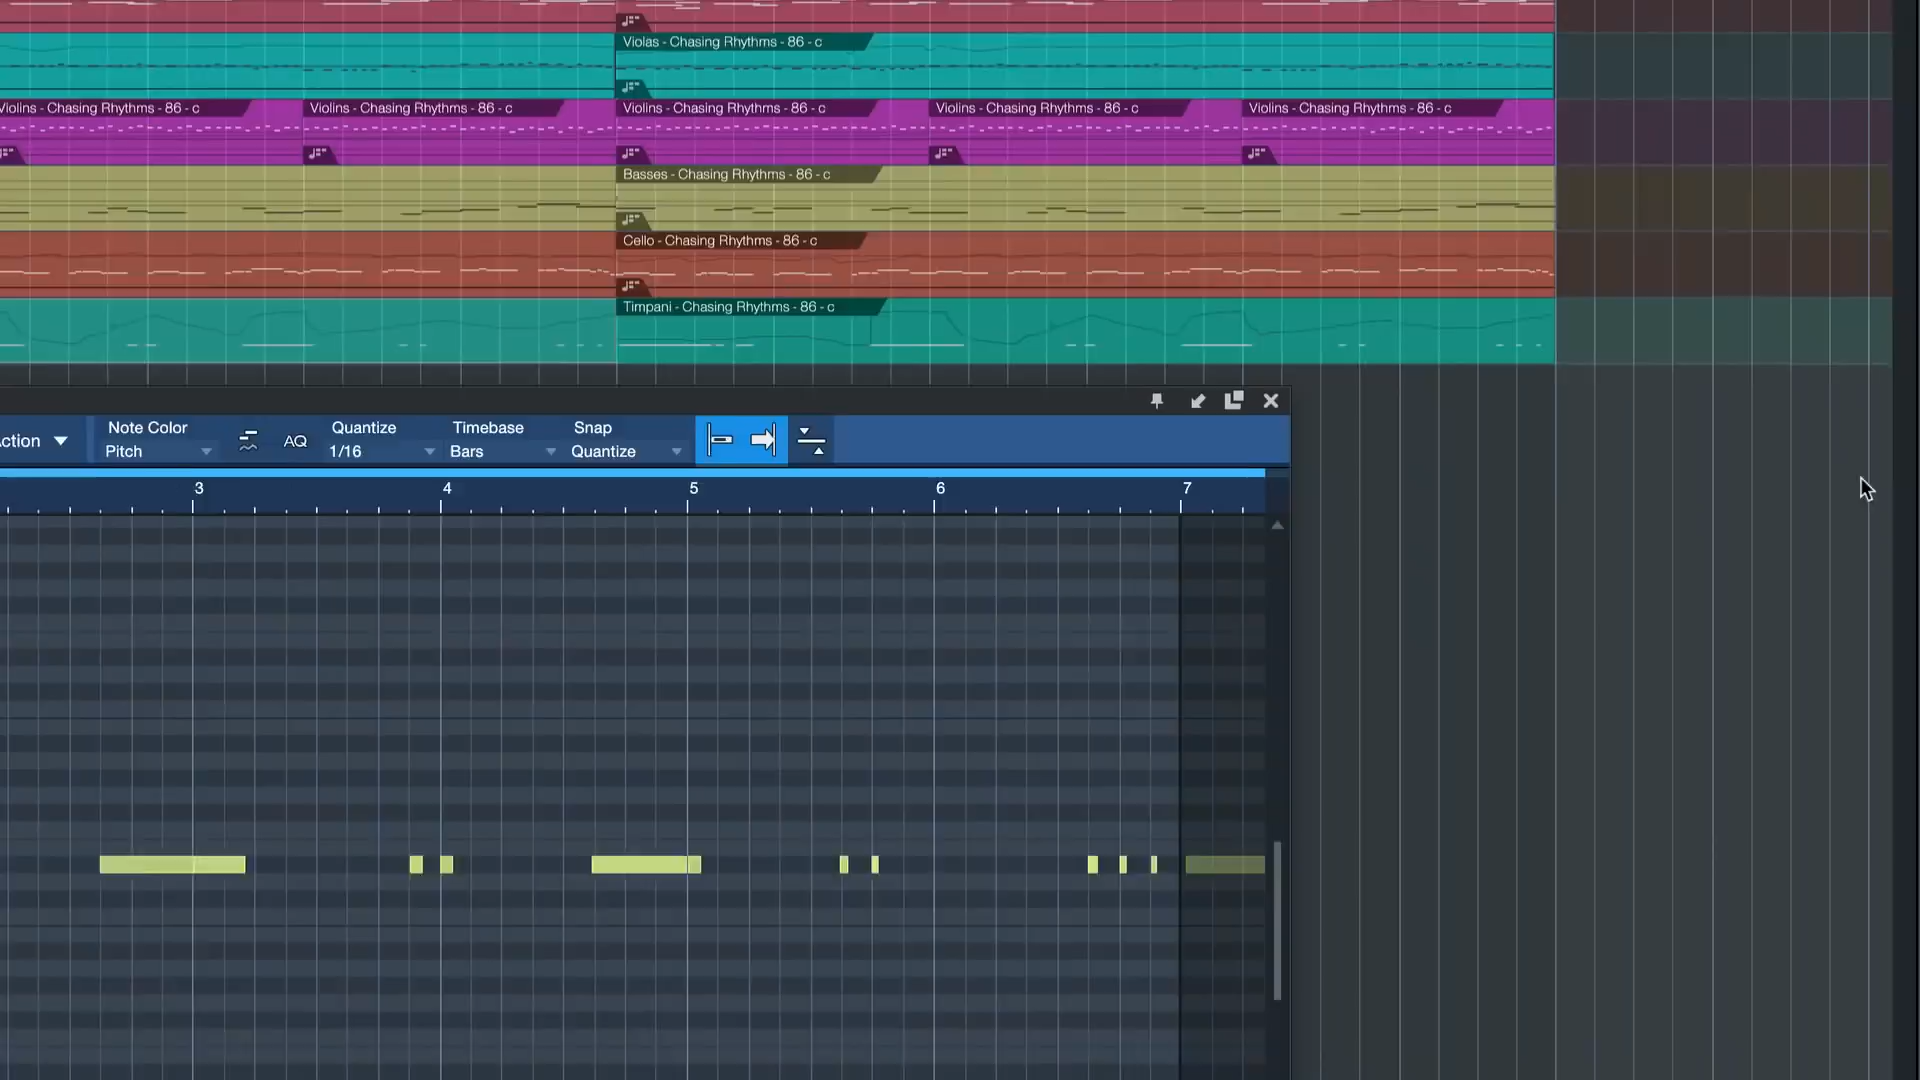 Violas - Chasing Rhythms - 86 - c
Violins - Chasing Rhythms - 86 - c
Violins - Chasing Rhythms - 86 - c
Violins - Chasing Rhythms - 86 - c
Violins - Chasing Rhythms - 86 - c
Violins - Chasing Rhythms - 86 - c
Basses - Chasing Rhythms - 86 - c
Cello - Chasing Rhythms - 86 - c
Timpani - Chasing Rhythms - 86 - c
ction
Note Color
Pitch
AQ
Quantize
1/16
Timebase
Bars
Snap
Quantize
3 4 5 6 7